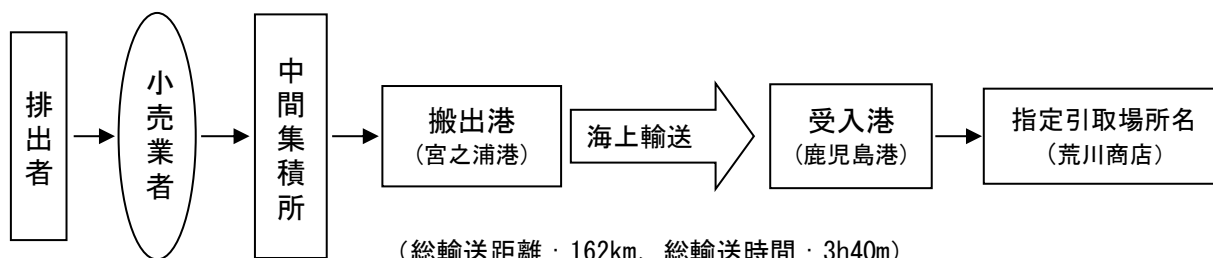 排出者
小売業者
中間集積所
搬出港
（宮之浦港）
海上輸送
受入港
（鹿児島港）
指定引取場所名
（荒川商店）
（総輸送距離：162km，総輸送時間：3h40m）